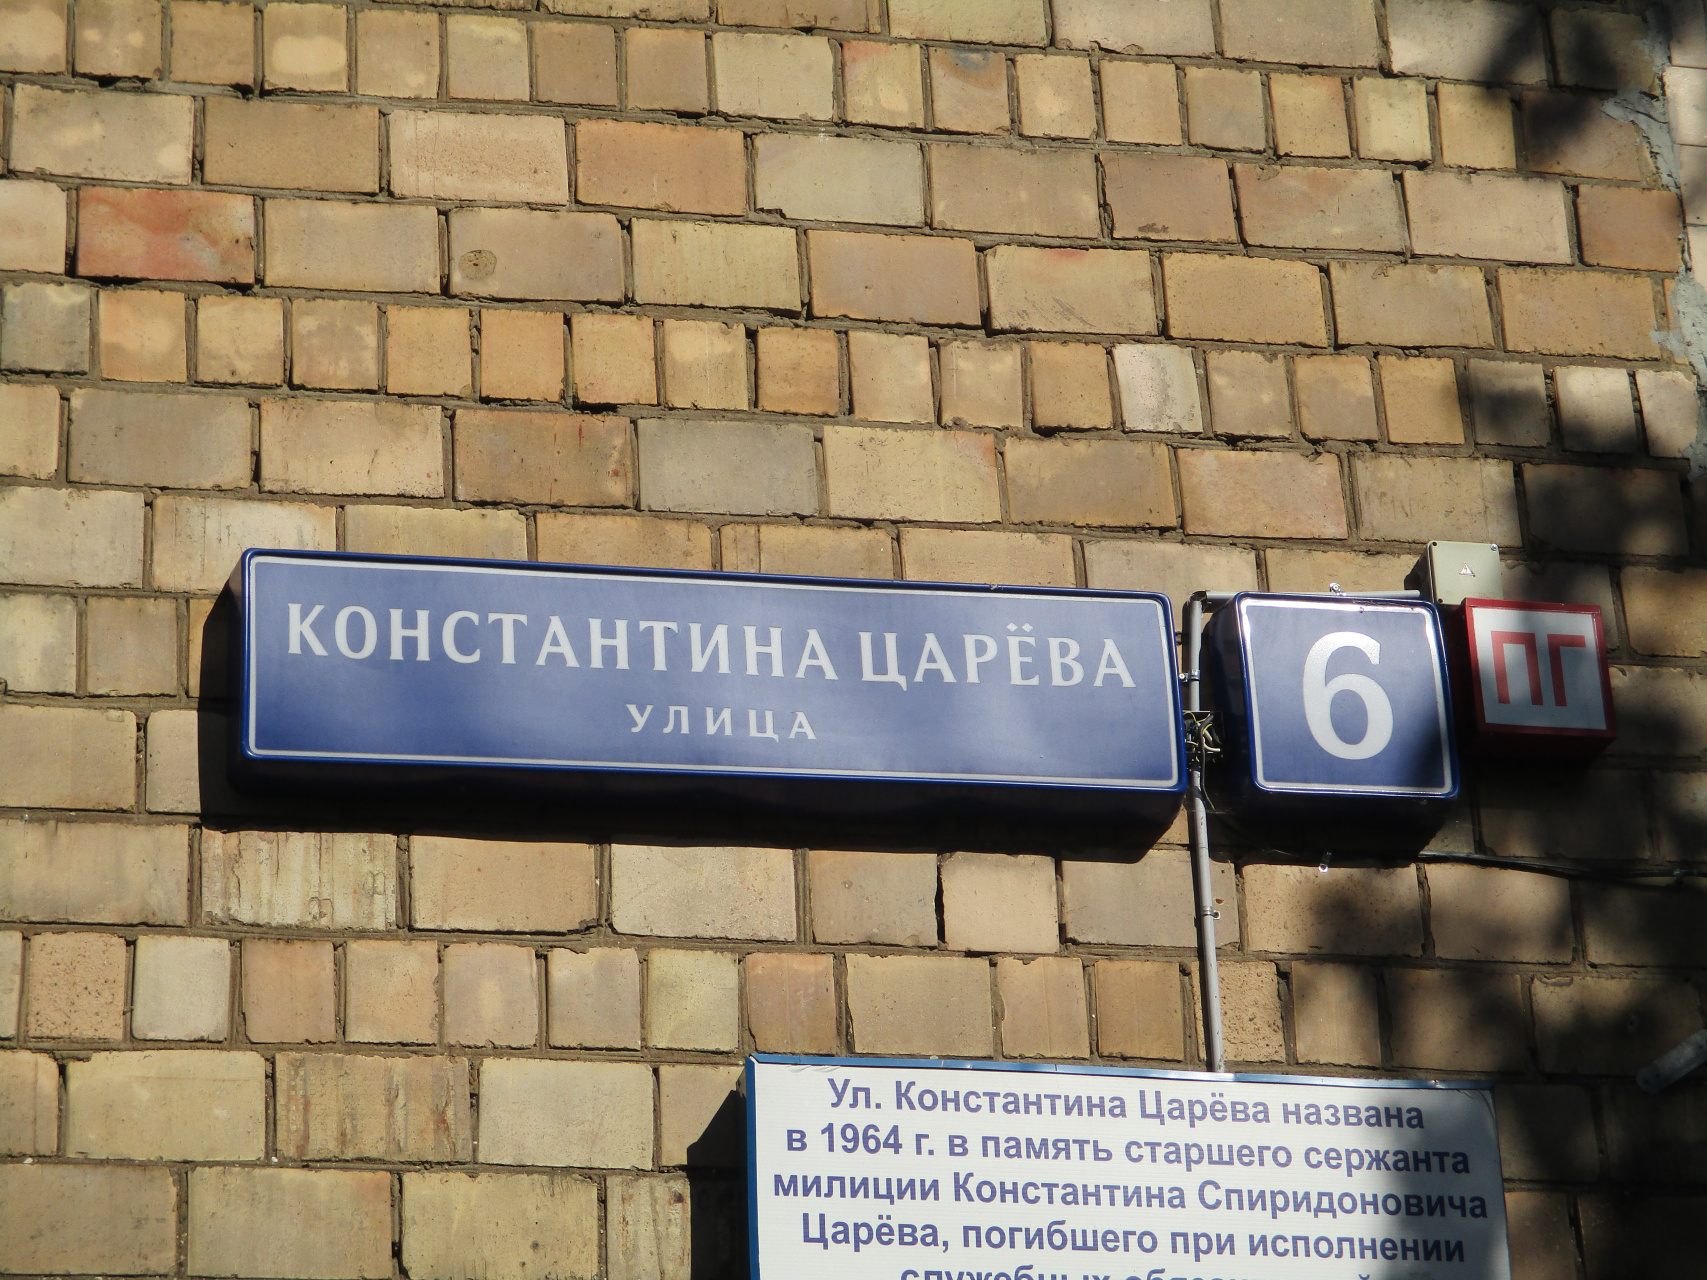 КОНСТАНТИНА ЦАРЁВА
УЛИЦА
6
ПГ
Ул. Константина Царёва названа
в 1964 г. в память старшего сержанта
милиции Константина Спиридоновича
Царёва, погибшего при исполнении
служебных